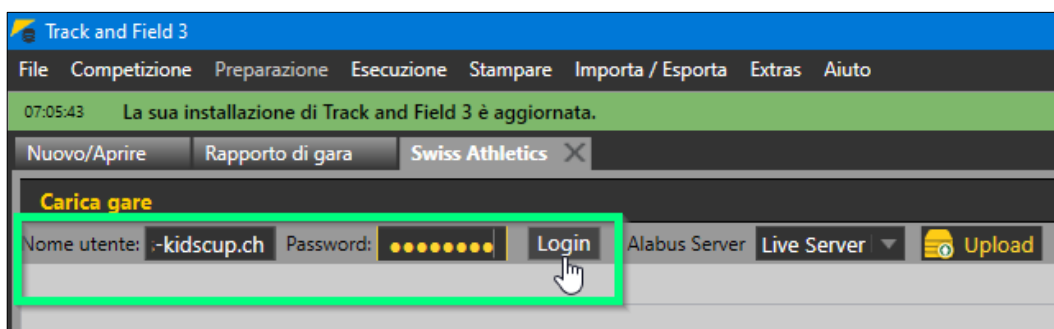 Track and Field 3
File Competizione Preparazione Esecuzione Stampare Importa / Esporta Extras Aiuto
07:05:43 La sua installazione di Track and Field 3 è aggiornata.
Nuovo/Aprire Rapporto di gara Swiss Athletics
Carica gare
Nome utente: -kidscup.ch Password: ●●●●●●●● Login Alabus Server Live Server Upload